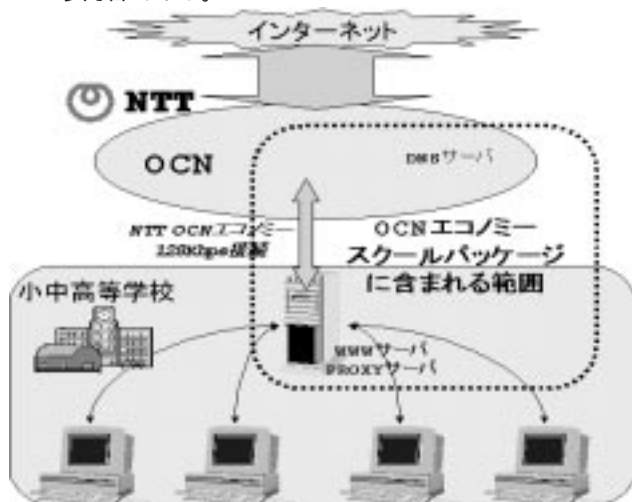 インターネット
NTT
OCN
DNSサーバ
NTT OCNエコノミー
128Kbps接続
OCNエコノミー
スクールパッケージ
に含まれる範囲
小中高等学校
WWWサーバ
PROXYサーバ